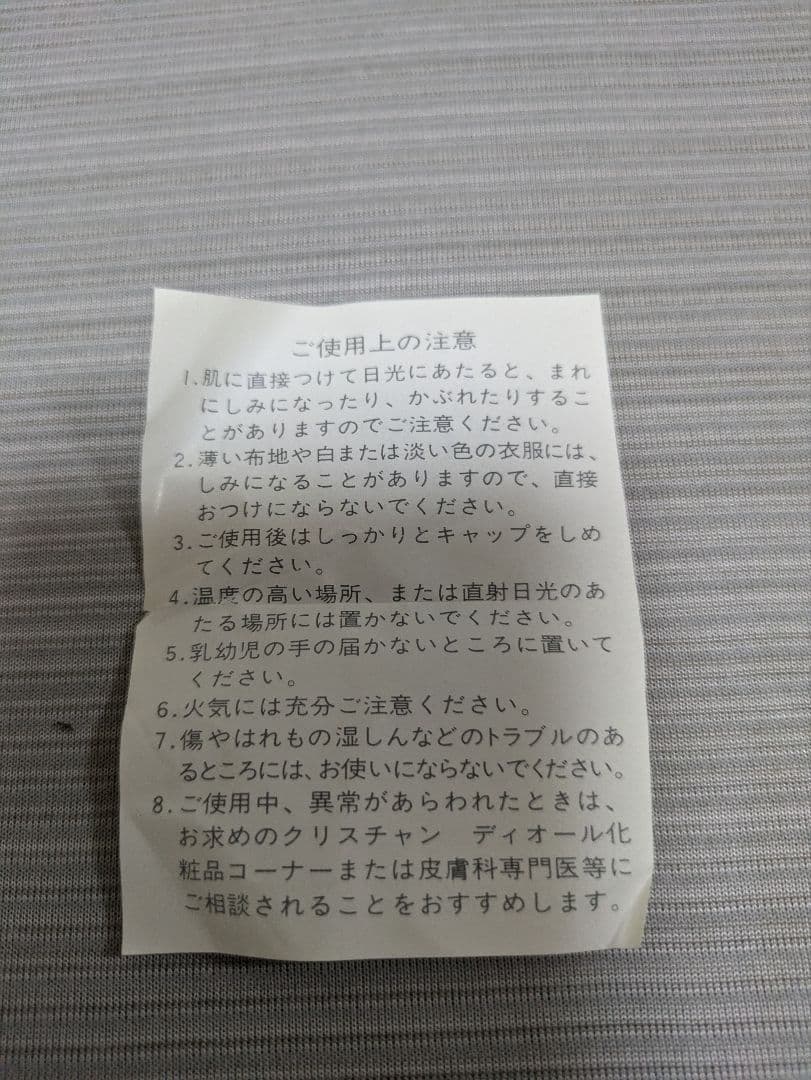 ご使用上の注意
1.肌に直接つけて日光にあたると、まれ
にしみになったり、かぶれたりするこ
とがありますのでご注意ください。
2.薄い布地や白または淡い色の衣服には、
しみになることがありますので、直接
おつけにならないでください。
3.ご使用後はしっかりとキャップをしめ
てください。
4.温度の高い場所、または直射日光のあ
たる場所には置かないでください。
5.乳幼児の手の届かないところに置いて
ください。
6.火気には充分ご注意ください。
7.傷やはれもの湿しんなどのトラブルのあ
るところには、お使いにならないでください。
8.ご使用中、異常があらわれたときは、
お求めのクリスチャン　ディオール化
粧品コーナーまたは皮膚科専門医等に
ご相談されることをおすすめします。